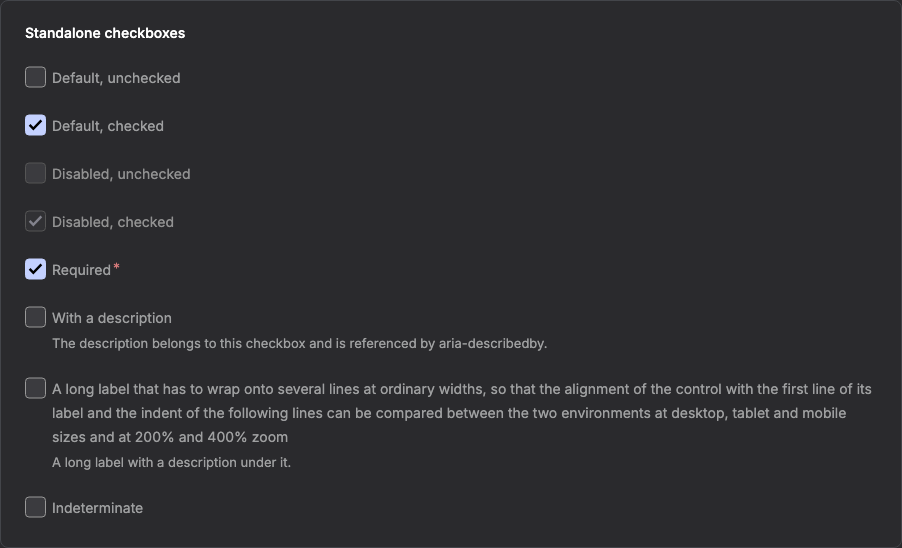 Standalone checkboxes
Default, unchecked
Default, checked
Disabled, unchecked
Disabled, checked
Required*
With a description
The description belongs to this checkbox and is referenced by aria-describedby.
A long label that has to wrap onto several lines at ordinary widths, so that the alignment of the control with the first line of its
label and the indent of the following lines can be compared between the two environments at desktop, tablet and mobile
sizes and at 200% and 400% zoom
A long label with a description under it.
Indeterminate